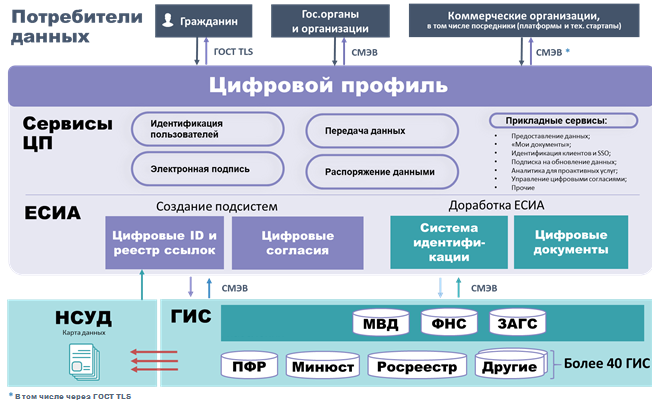 Потребители
данных
Гражданин
Гос.органы
и организации
Коммерческие организации,
в том числе посредники (платформы и тех. стартапы)
ГОСТ TLS
СМЭВ
СМЭВ *
Цифровой профиль
Сервисы
ЦП
Идентификация
пользователей
Передача данных
Электронная подпись
Распоряжение данными
Прикладные сервисы:
Предоставление данных;
«Мои документы»;
Идентификация клиентов и SSO;
Подписка на обновление данных;
Аналитика для проактивных услуг;
Управление цифровыми согласиями;
Прочие
ЕСИА
Создание подсистем
Доработка ЕСИА
Цифровые ID и
реестр ссылок
Цифровые
согласия
Система
идентифи-
кации
Цифровые
документы
СМЭВ
СМЭВ
НСУД
Карта данных
ГИС
МВД
ФНС
ЗАГС
ПФР
Минюст
Росреестр
Другие
Более 40 ГИС
* В том числе через ГОСТ TLS